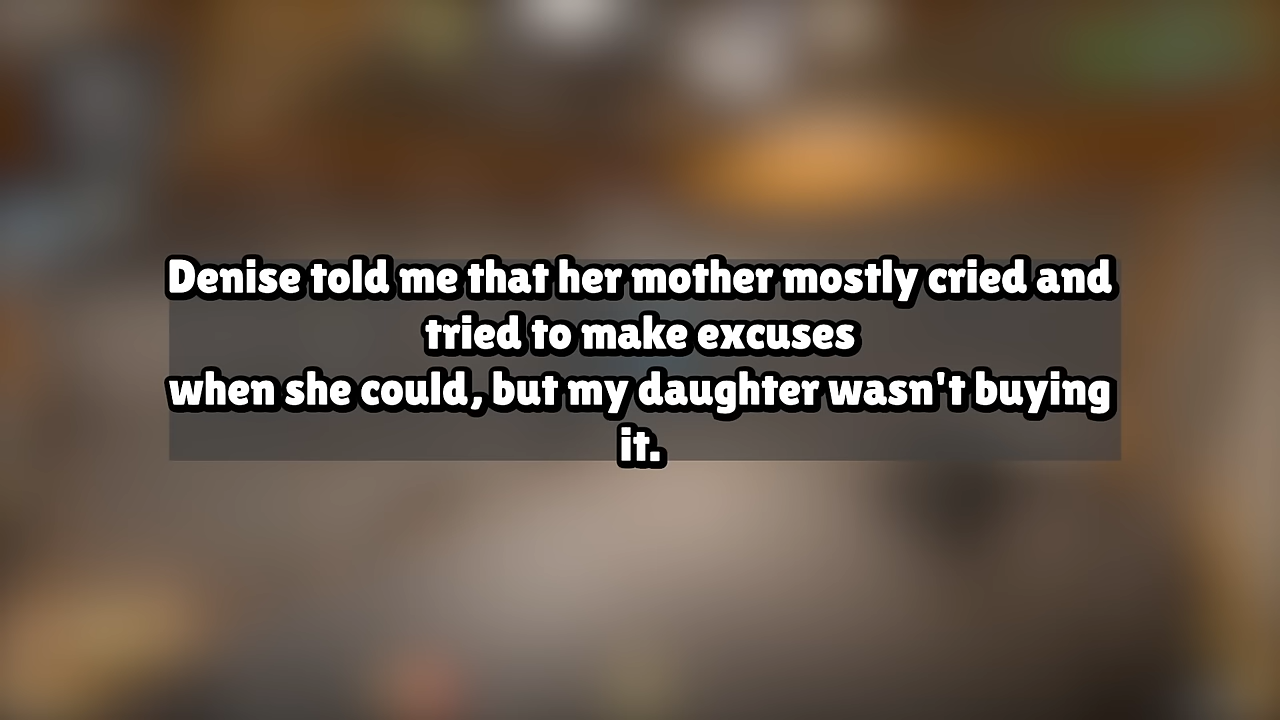 Denise told me that her mother mostly cried and
tried to make excuses
when she could, but my daughter wasn't buying
it.